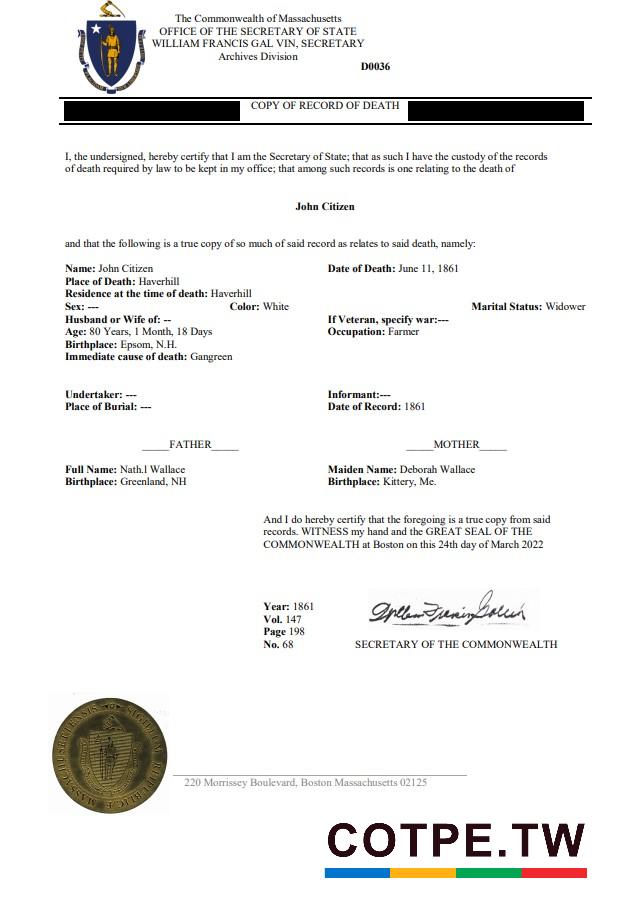 The Commonwealth of Massachusetts
OFFICE OF THE SECRETARY OF STATE
WILLIAM FRANCIS GAL VIN, SECRETARY
Archives Division
D0036
COPY OF RECORD OF DEATH
I, the undersigned, hereby certify that I am the Secretary of State; that as such I have the custody of the records
of death required by law to be kept in my office; that among such records is one relating to the death of
John Citizen
and that the following is a true copy of so much of said record as relates to said death, namely:
Name: John Citizen Date of Death: June 11, 1861
Place of Death: Haverhill
Residence at the time of death: Haverhill
Sex: --- Color: White Marital Status: Widower
Husband or Wife of: -- If Veteran, specify war:---
Age: 80 Years, 1 Month, 18 Days Occupation: Farmer
Birthplace: Epsom, N.H.
Immediate cause of death: Gangreen
Undertaker: --- Informant:---
Place of Burial: --- Date of Record: 1861
_____FATHER_____ _____MOTHER_____
Full Name: Nath.l Wallace Maiden Name: Deborah Wallace
Birthplace: Greenland, NH Birthplace: Kittery, Me.
And I do hereby certify that the foregoing is a true copy from said
records. WITNESS my hand and the GREAT SEAL OF THE
COMMONWEALTH at Boston on this 24th day of March 2022
Year: 1861
Vol. 147
Page 198
No. 68
William Francis Galvin
SECRETARY OF THE COMMONWEALTH
220 Morrissey Boulevard, Boston Massachusetts 02125
COTPE.TW